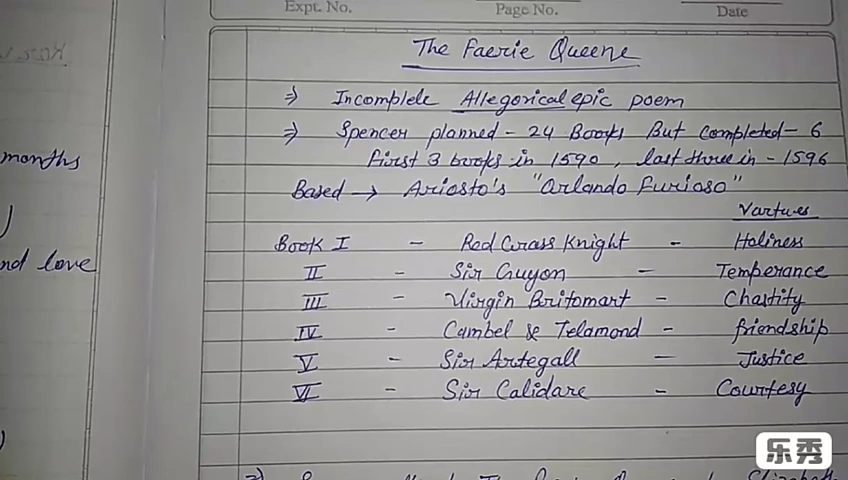 Expt. No.
Page No.
Date
The Faerie Queene
⇒ Incomplete Allegorical epic poem
⇒ Spencer planned - 24 Books But Completed - 6
First 3 books in 1590, last three in - 1596
Based → Ariosto's "Orlando Furioso"
Vartues
Book I - Red Crass Knight - Holiness
II - Sir Guyon - Temperance
III - Virgin Britomart - Chastity
IV - Cambel & Telamond - friendship
V - Sir Artegall - Justice
VI - Sir Calidare - Courtesy
months
nd love
乐秀